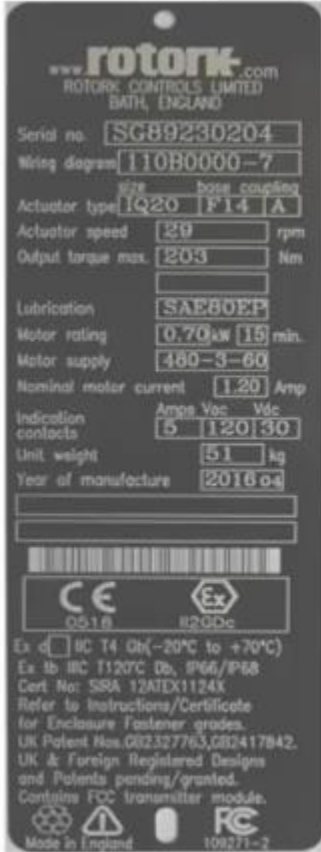 www.rotork.com
ROTORK CONTROLS LIMITED
BATH, ENGLAND
Serial no. SG89230204
Wiring diagram 110B0000-7
size base coupling
Actuator type IQ20 F14 A
Actuator speed 29 rpm
Output torque max. 203 Nm
Lubrication SAE80EP
Motor rating 0.70 kW 15 min.
Motor supply 480-3-60
Nominal motor current 1.20 Amp
Amps Vac Vdc
Indication contacts 5 120 30
Unit weight 51 kg
Year of manufacture 2016 04
CE Ex
0518 II2GDc
Ex d IIC T4 Gb(-20°C to +70°C)
Ex tb IIIC T120°C Db, IP66/IP68
Cert No: SIRA 12ATEX1124X
Refer to Instructions/Certificate
for Enclosure Fastener grades.
UK Patent Nos.GB2327763,GB2417842.
UK & Foreign Registered Designs
and Patents pending/granted.
Contains FCC transmitter module.
FC
Made in England 109271-2